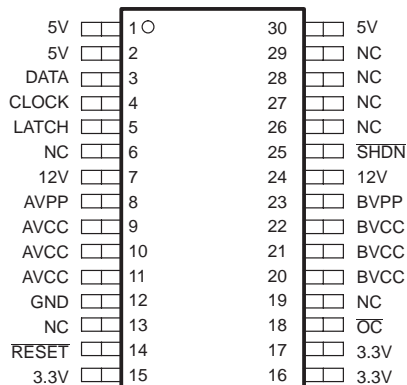 5V 1 30 5V
5V 2 29 NC
DATA 3 28 NC
CLOCK 4 27 NC
LATCH 5 26 NC
NC 6 25 S̅H̅D̅N̅
12V 7 24 12V
AVPP 8 23 BVPP
AVCC 9 22 BVCC
AVCC 10 21 BVCC
AVCC 11 20 BVCC
GND 12 19 NC
NC 13 18 O̅C̅
R̅E̅S̅E̅T̅ 14 17 3.3V
3.3V 15 16 3.3V